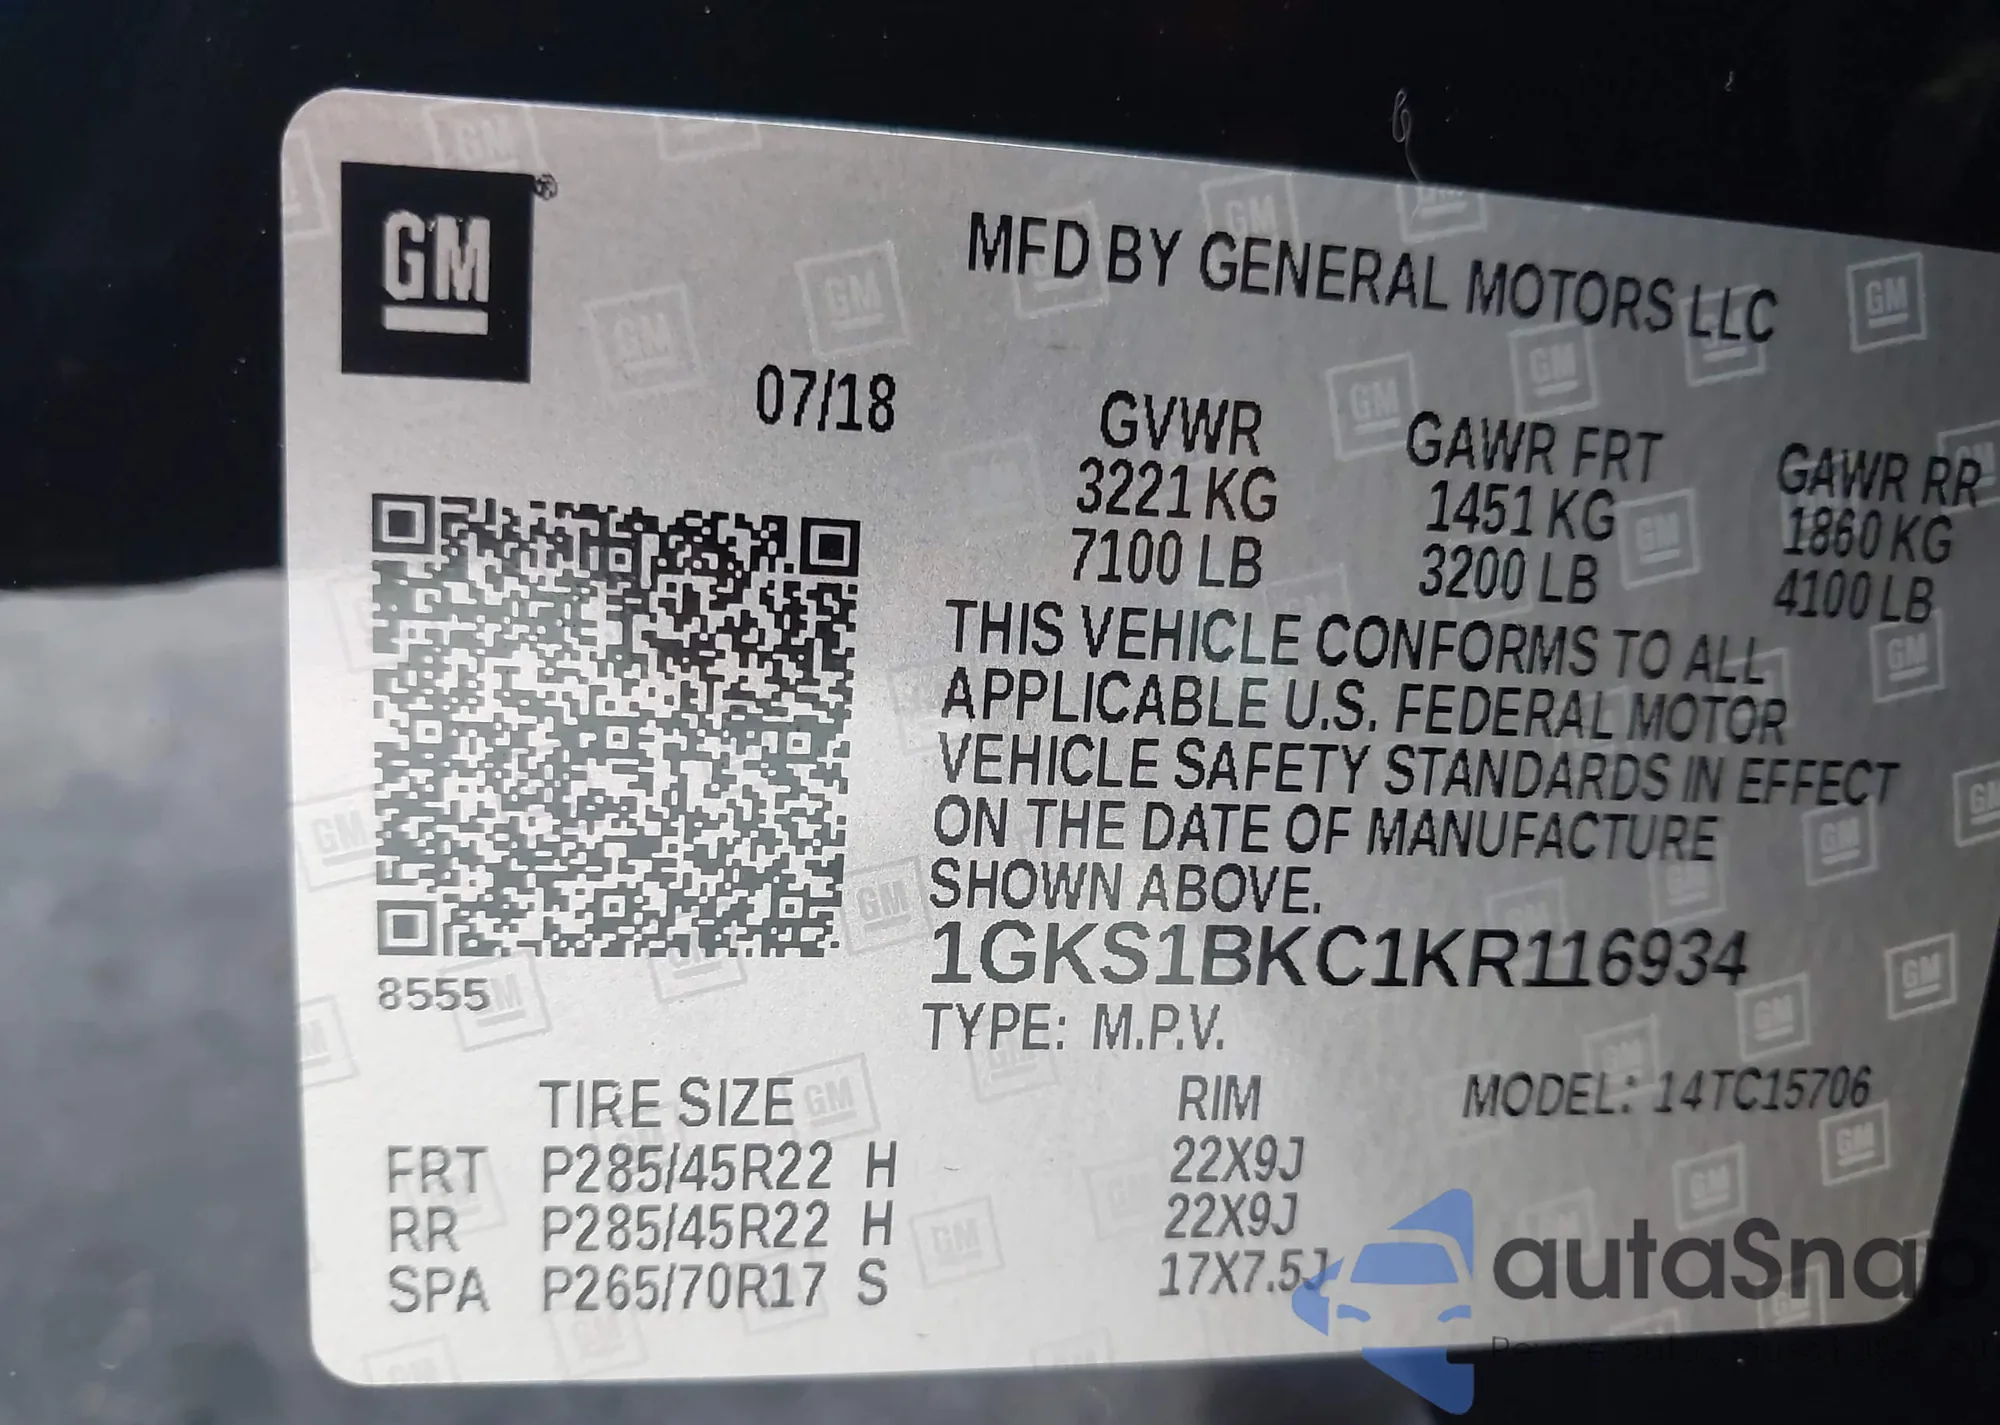 GM ®
MFD BY GENERAL MOTORS LLC
07/18
GVWR GAWR FRT GAWR RR
3221 KG 1451 KG 1860 KG
7100 LB 3200 LB 4100 LB
THIS VEHICLE CONFORMS TO ALL
APPLICABLE U.S. FEDERAL MOTOR
VEHICLE SAFETY STANDARDS IN EFFECT
ON THE DATE OF MANUFACTURE
SHOWN ABOVE.
1GKS1BKC1KR116934
8555
TYPE: M.P.V.
TIRE SIZE RIM MODEL: 14TC15706
FRT P285/45R22 H 22X9J
RR P285/45R22 H 22X9J
SPA P265/70R17 S 17X7.5J
autaSna